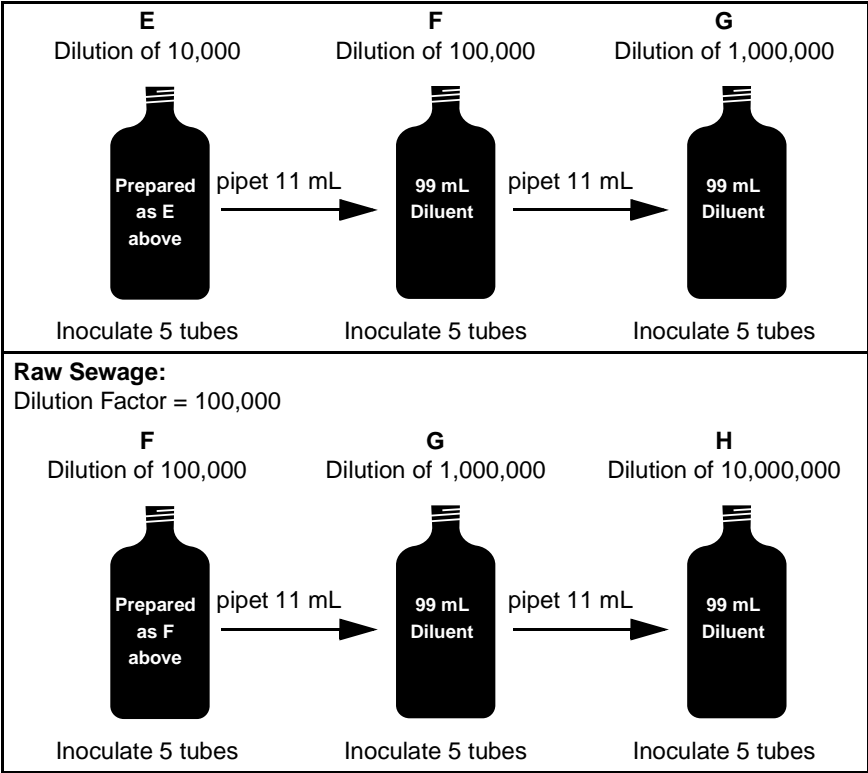 E F G
Dilution of 10,000 Dilution of 100,000 Dilution of 1,000,000
Prepared
as E
above
pipet 11 mL
99 mL
Diluent
pipet 11 mL
99 mL
Diluent
Inoculate 5 tubes Inoculate 5 tubes Inoculate 5 tubes
Raw Sewage:
Dilution Factor = 100,000
F G H
Dilution of 100,000 Dilution of 1,000,000 Dilution of 10,000,000
Prepared
as F
above
pipet 11 mL
99 mL
Diluent
pipet 11 mL
99 mL
Diluent
Inoculate 5 tubes Inoculate 5 tubes Inoculate 5 tubes